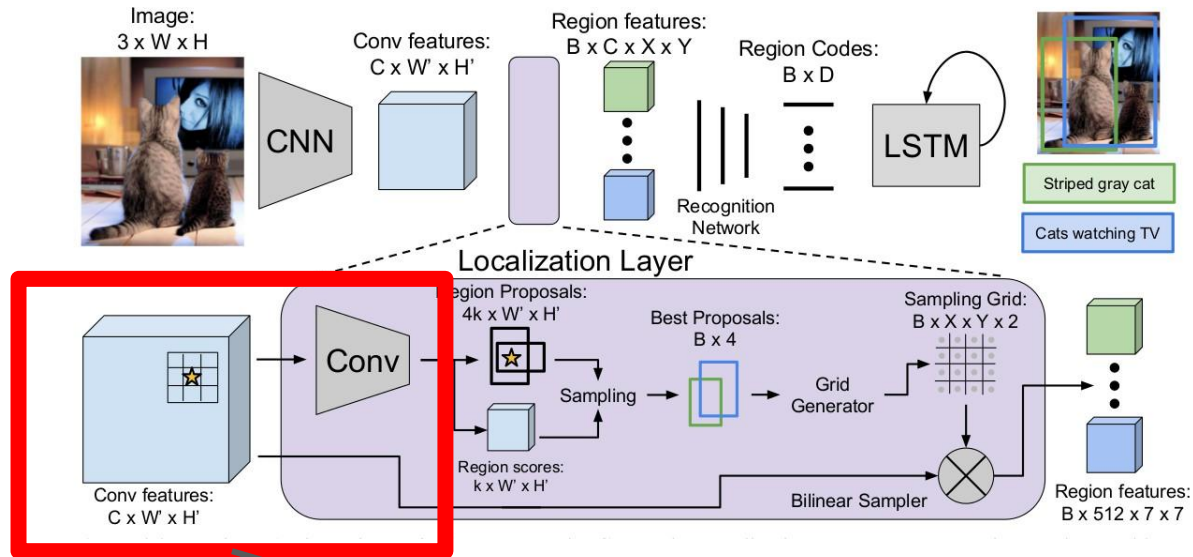 Image:
3 x W x H
Conv features:
C x W' x H'
Region features:
B x C x X x Y
Region Codes:
B x D
CNN
LSTM
Recognition
Network
Striped gray cat
Cats watching TV
Localization Layer
Region Proposals:
4k x W' x H'
Conv
Sampling
Region scores:
k x W' x H'
Best Proposals:
B x 4
Grid
Generator
Sampling Grid:
B x X x Y x 2
Bilinear Sampler
Conv features:
C x W' x H'
Region features:
B x 512 x 7 x 7